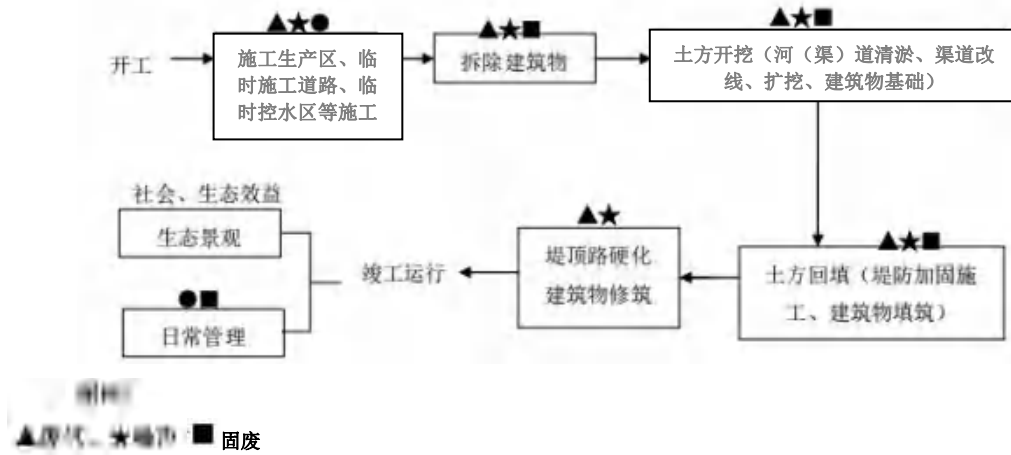 开工
施工生产区、临
时施工道路、临
时控水区等施工
拆除建筑物
土方开挖（河（渠）道清淤、渠道改
线、扩挖、建筑物基础）
社会、生态效益
生态景观
日常管理
竣工运行
堤顶路硬化
建筑物修筑
土方回填（堤防加固施
工、建筑物填筑）
固废